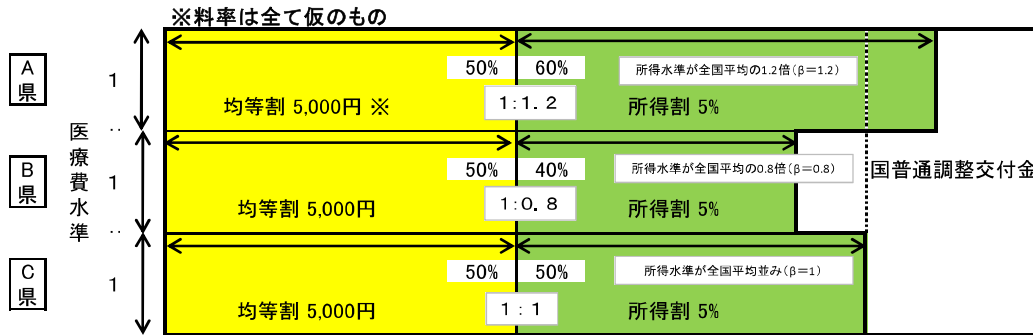 ※料率は全て仮のもの
A
県
1
50%
60%
所得水準が全国平均の1.2倍(β=1.2)
均等割 5,000円 ※
1:1.2
所得割 5%
医療費水準
‥
B
県
1
50%
40%
所得水準が全国平均の0.8倍(β=0.8)
国普通調整交付金
均等割 5,000円
1:0.8
所得割 5%
‥
C
県
1
50%
50%
所得水準が全国平均並み(β=1)
均等割 5,000円
1:1
所得割 5%